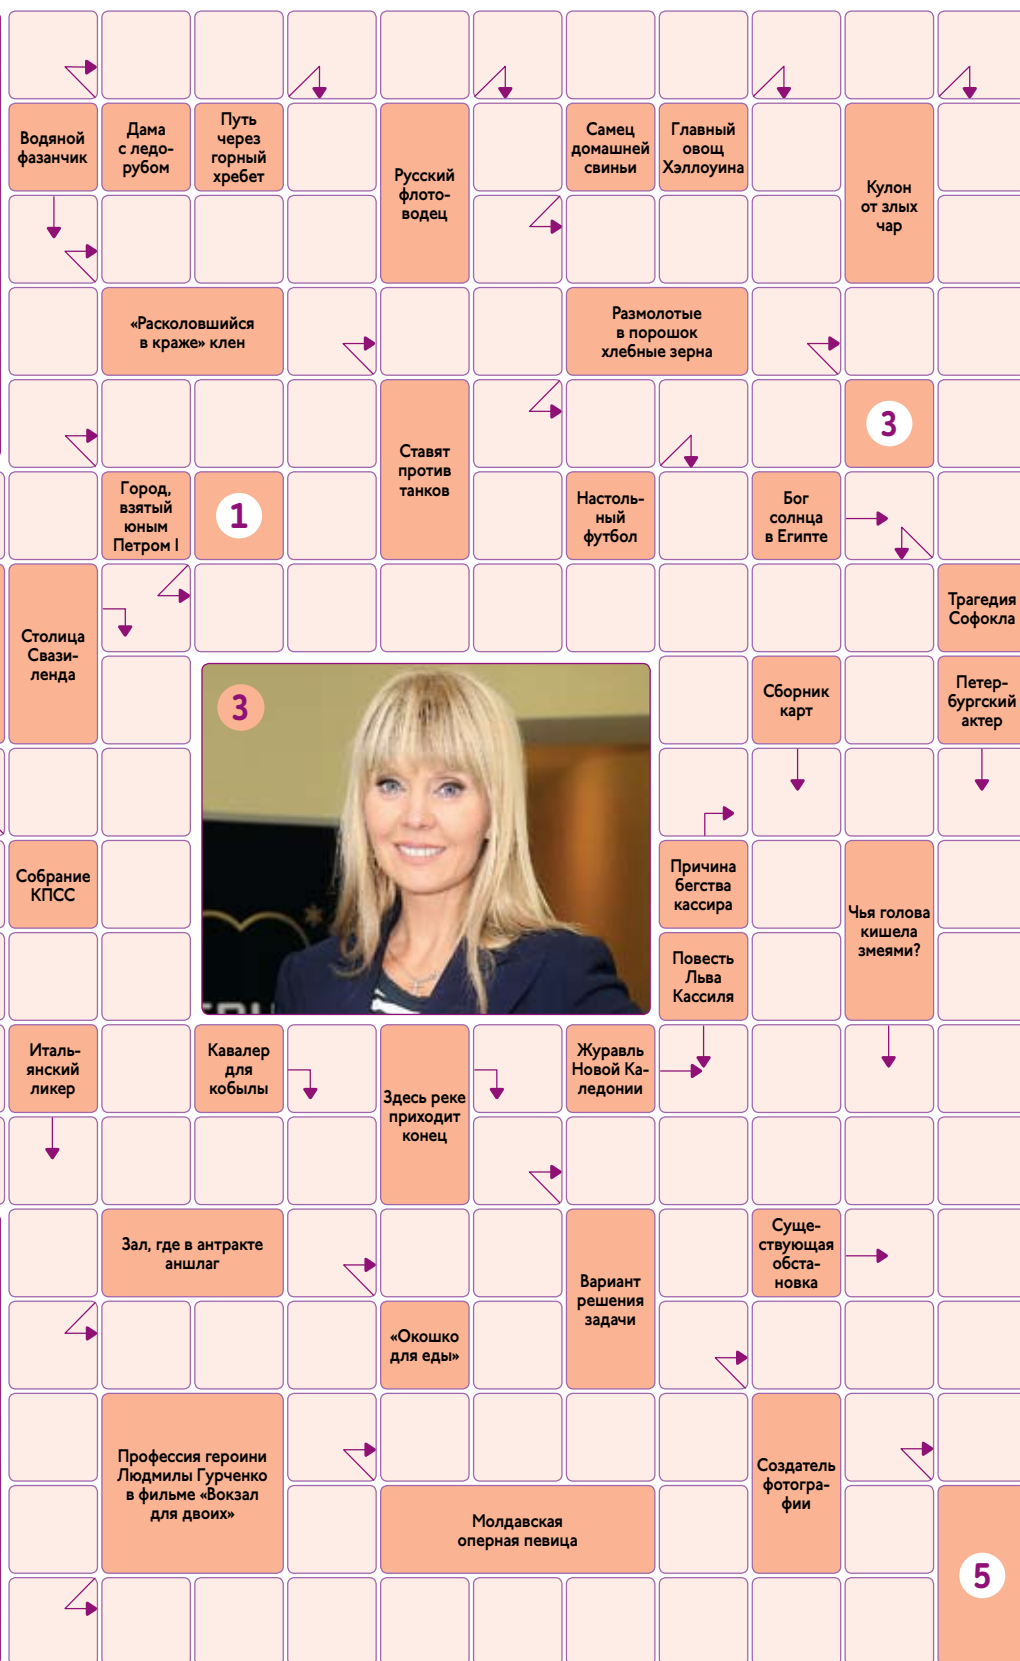 Водяной
фазанчик
Дама
с ледо-
рубом
Путь
через
горный
хребет
Русский
флото-
водец
Самец
домашней
свиньи
Главный
овощ
Хэллоуина
Кулон
от злых
чар
«Расколовшийся
в краже» клен
Размолотые
в порошок
хлебные зерна
Ставят
против
танков
3
Город,
взятый
юным
Петром I
1
Настоль-
ный
футбол
Бог
солнца
в Египте
Столица
Свази-
ленда
Трагедия
Софокла
3
Сборник
карт
Петер-
бургский
актер
Собрание
КПСС
Причина
бегства
кассира
Чья голова
кишела
змеями?
Повесть
Льва
Кассиля
Италь-
янский
ликер
Кавалер
для
кобылы
Здесь реке
приходит
конец
Журавль
Новой Ка-
ледонии
Зал, где в антракте
аншлаг
Вариант
решения
задачи
Суще-
ствующая
обста-
новка
«Окошко
для еды»
Профессия героини
Людмилы Гурченко
в фильме «Вокзал
для двоих»
Создатель
фотогра-
фии
Молдавская
оперная певица
5